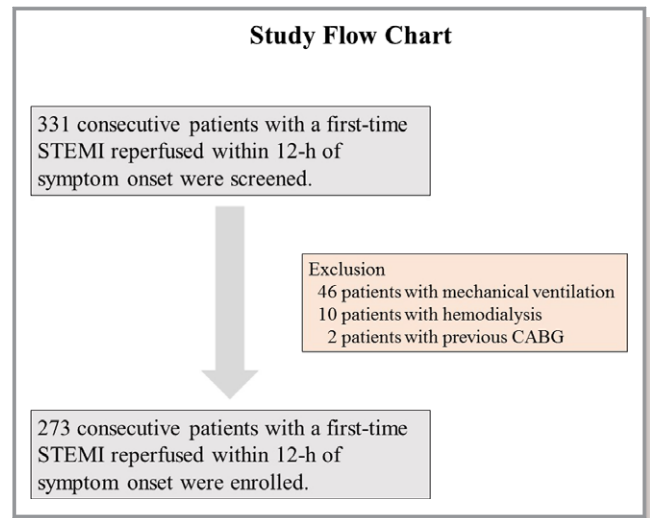 Study Flow Chart
331 consecutive patients with a first-time
STEMI reperfused within 12-h of
symptom onset were screened.
Exclusion
46 patients with mechanical ventilation
10 patients with hemodialysis
2 patients with previous CABG
273 consecutive patients with a first-time
STEMI reperfused within 12-h of
symptom onset were enrolled.